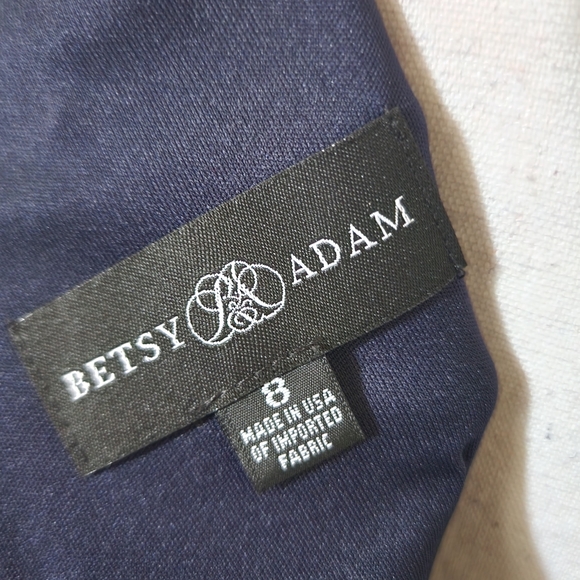 BETSY & ADAM
8
MADE IN USA
OF IMPORTED
FABRIC